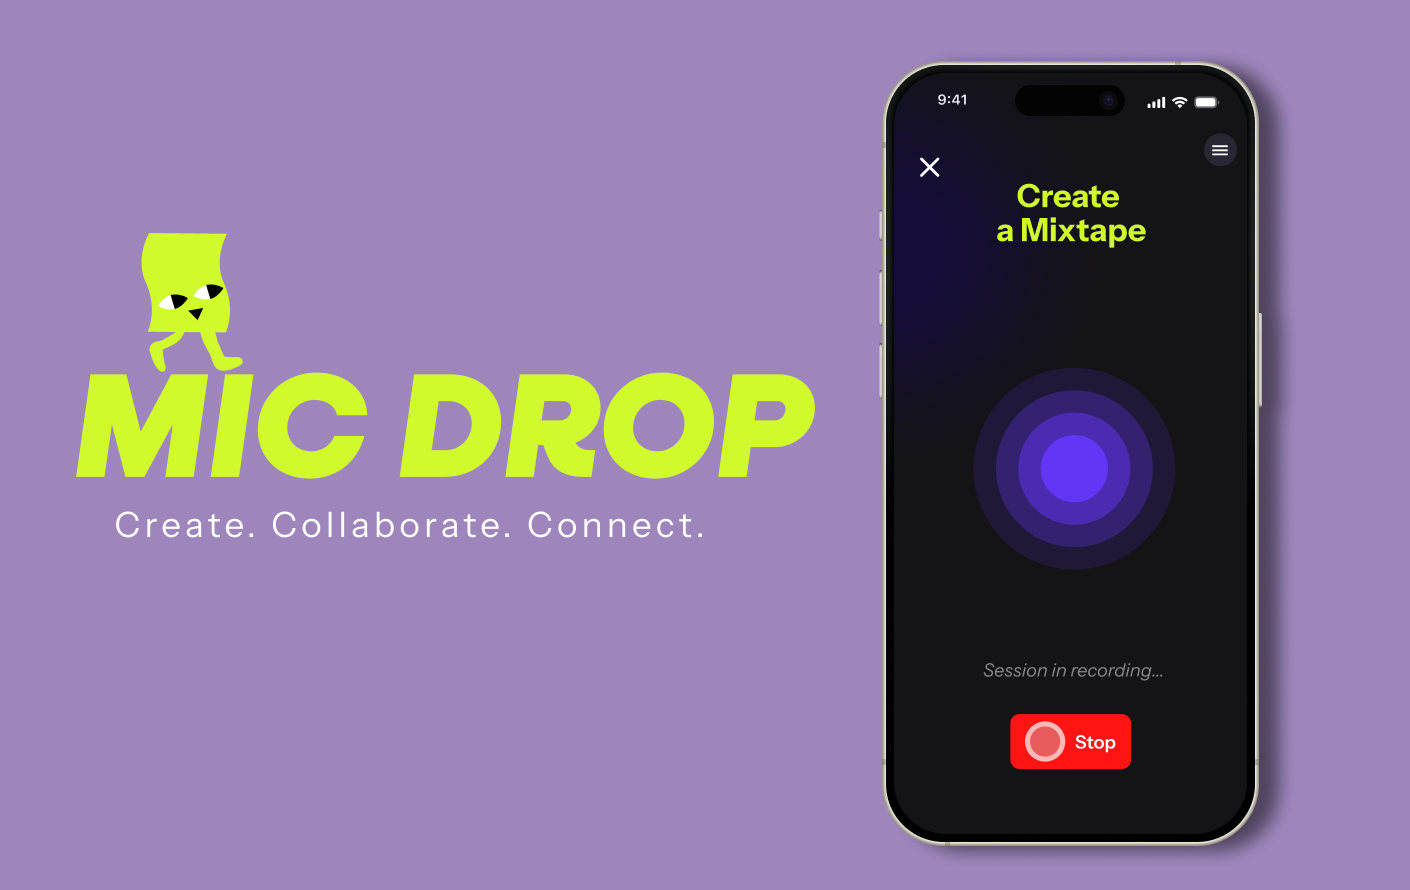 MIC DROP
Create. Collaborate. Connect.
9:41
Create
a Mixtape
Session in recording...
Stop